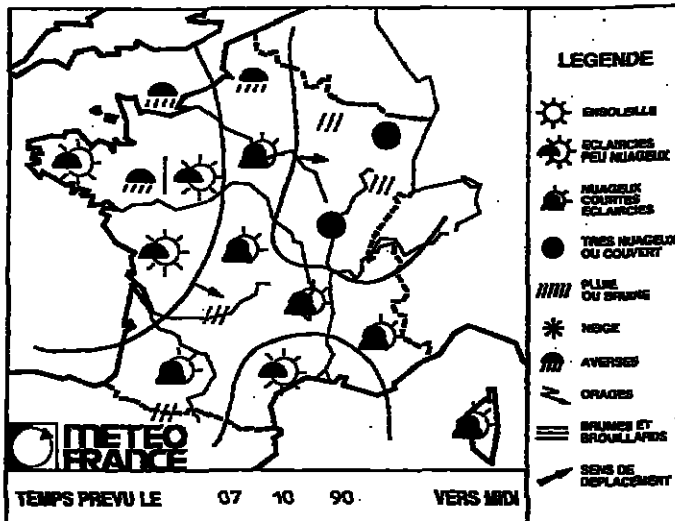 LEGENDE
ENSOLEILLE
ECLAIRCIES
PEU NUAGEUX
NUAGEUX
COURTES
ECLAIRCIES
TRES NUAGEUX
OU COUVERT
PLUIE
OU BRUINE
NEIGE
AVERSES
ORAGES
BRUMES ET
BROUILLARDS
SENS DE
DEPLACEMENT
METEO
FRANCE
TEMPS PREVU LE 07 10 90 VERS MIDI